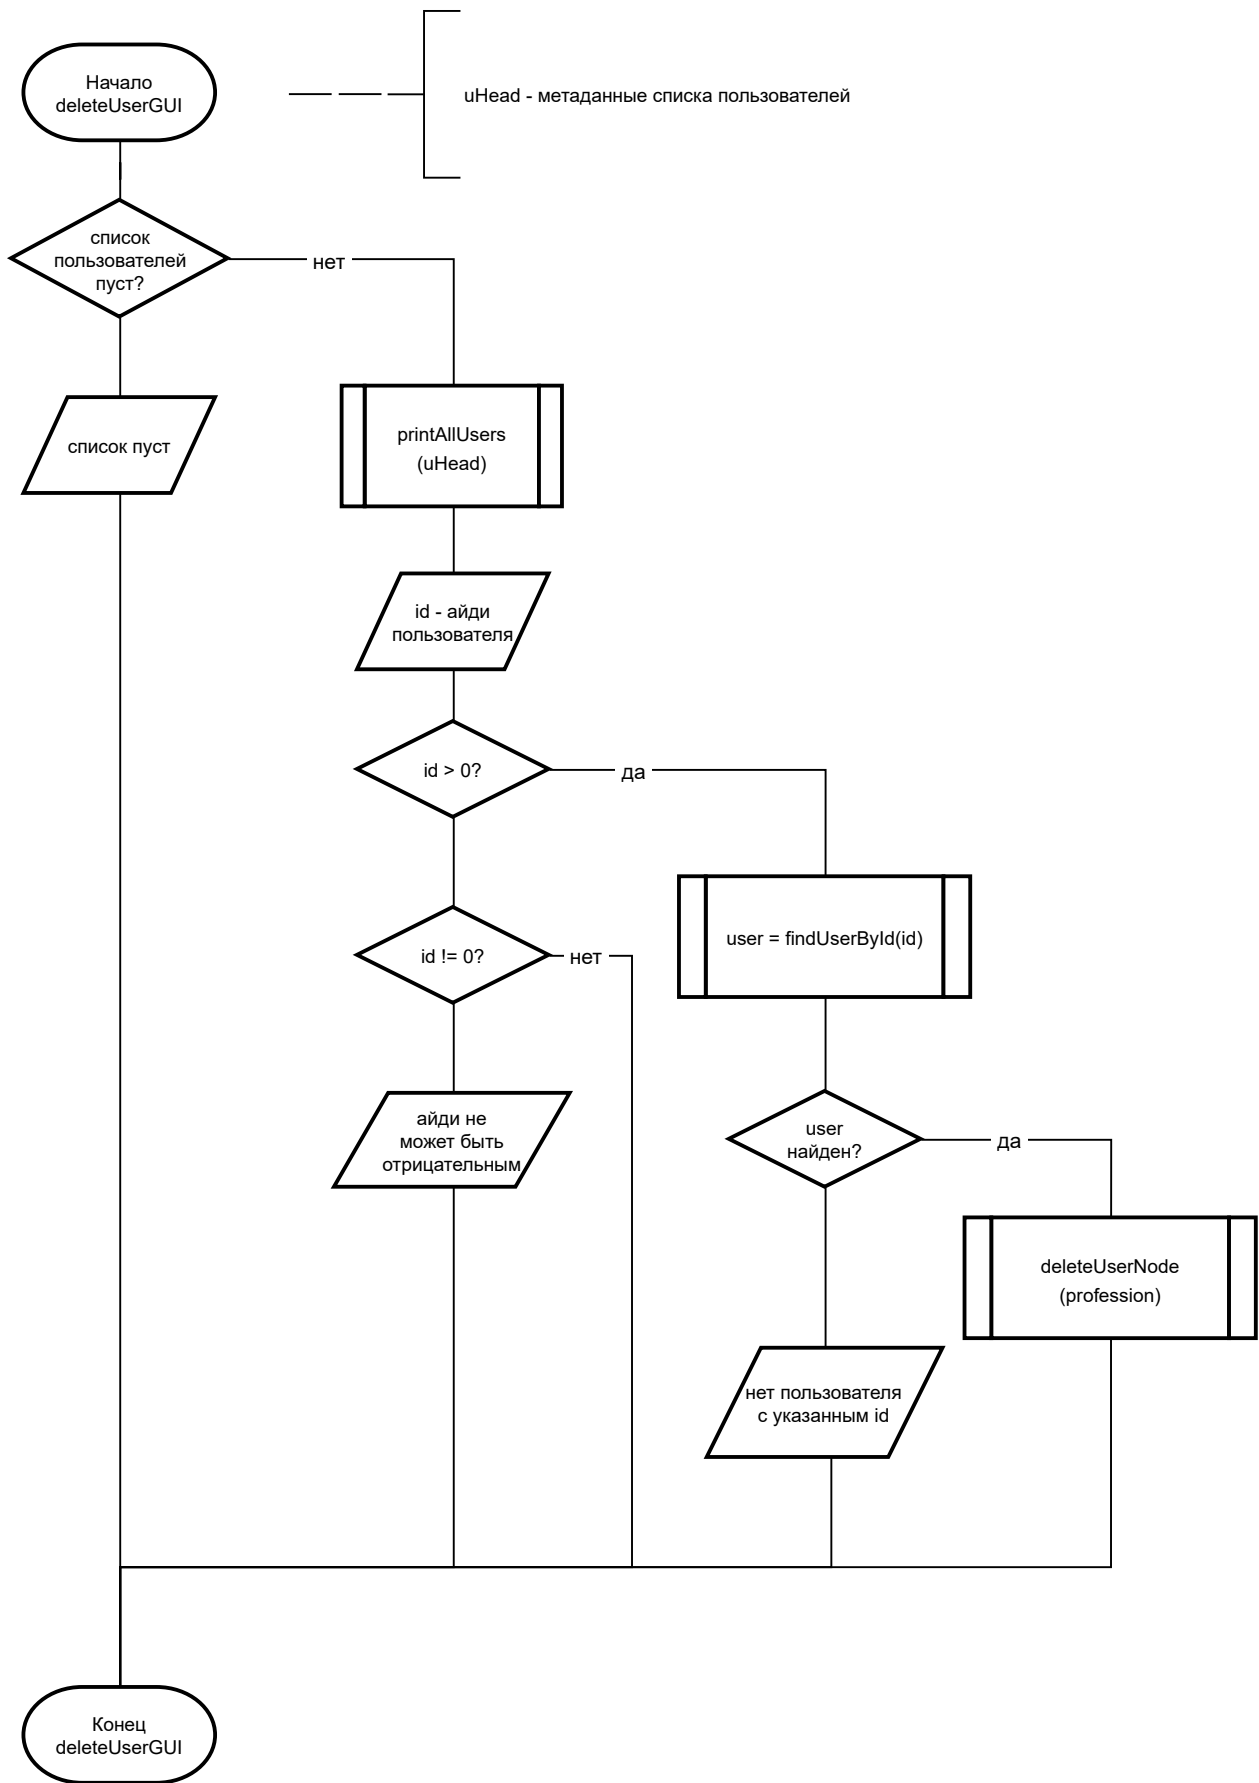 Начало
deleteUserGUI
uHead - метаданные списка пользователей
список
пользователей
пуст?
нет
список пуст
printAllUsers
(uHead)
id - айди
пользователя
id > 0?
да
user = findUserById(id)
id != 0?
нет
айди не
может быть
отрицательным
user
найден?
да
deleteUserNode
(profession)
нет пользователя
с указанным id
Конец
deleteUserGUI